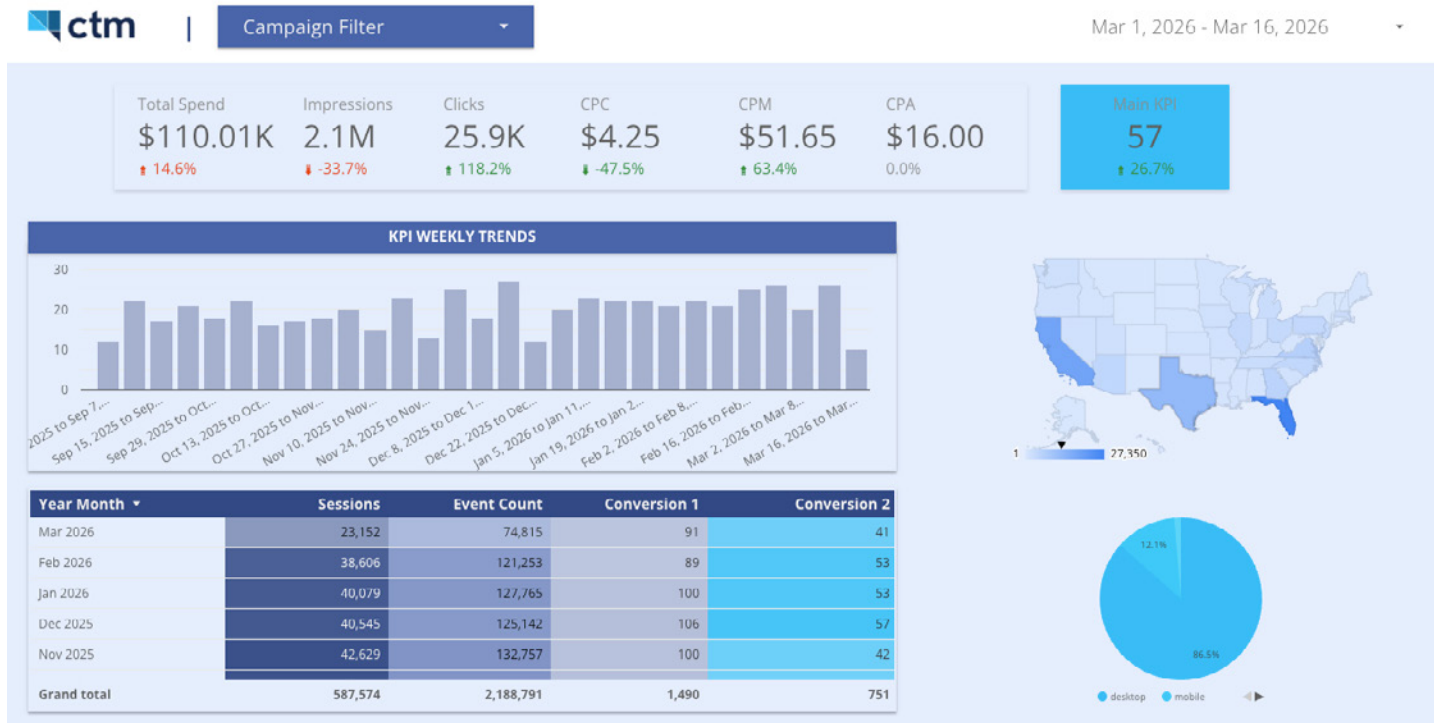 ctm | Campaign Filter Mar 1, 2026 - Mar 16, 2026
Total Spend Impressions Clicks CPC CPM CPA Main KPI
$110.01K 2.1M 25.9K $4.25 $51.65 $16.00 57
14.6% -33.7% 118.2% -47.5% 63.4% 0.0% 26.7%
KPI WEEKLY TRENDS
30
20
10
0
2025 to Sep 7,...
Sep 15, 2025 to Sep...
Sep 29, 2025 to Oct...
Oct 13, 2025 to Oct...
Oct 27, 2025 to Nov...
Nov 10, 2025 to Nov...
Nov 24, 2025 to Nov...
Dec 8, 2025 to Dec 1...
Dec 22, 2025 to Dec...
Jan 5, 2026 to Jan 11,...
Jan 19, 2026 to Jan 2...
Feb 2, 2026 to Feb 8,...
Feb 16, 2026 to Feb...
Mar 2, 2026 to Mar 8...
Mar 16, 2026 to Mar...
1 27,350
Year Month Sessions Event Count Conversion 1 Conversion 2
Mar 2026 23,152 74,815 91 41
Feb 2026 38,606 121,253 89 53
Jan 2026 40,079 127,765 100 53
Dec 2025 40,545 125,142 106 57
Nov 2025 42,629 132,757 100 42
Grand total 587,574 2,188,791 1,490 751
12.1%
86.5%
desktop mobile